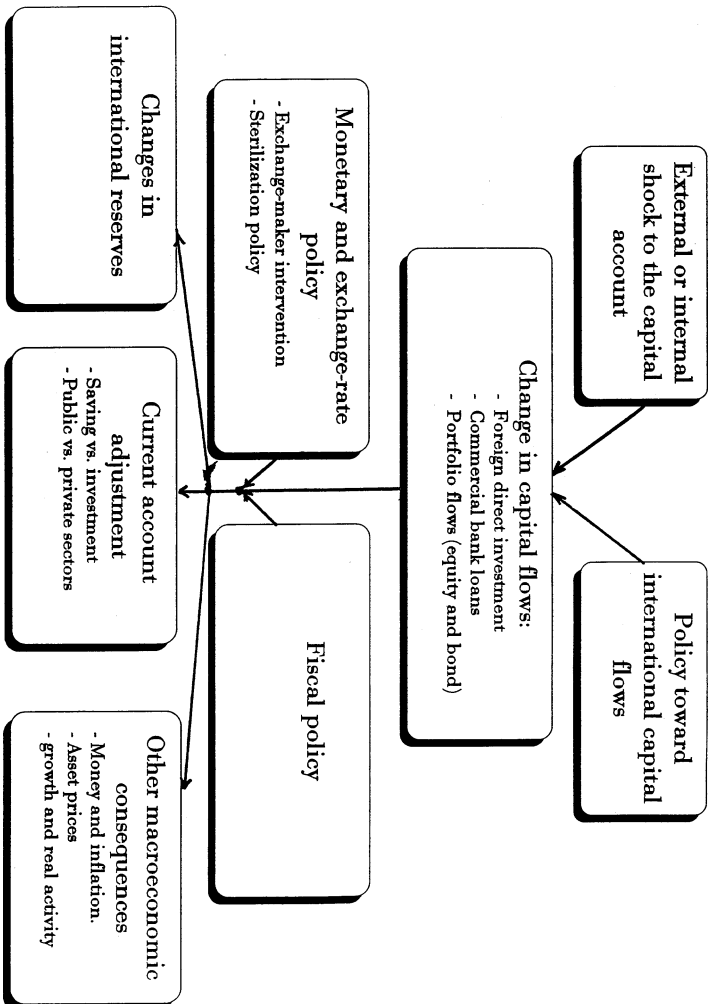 External or internal
shock to the capital
account
Policy toward
international capital
flows
Change in capital flows:
- Foreign direct investment
- Commercial bank loans
- Portfolio flows (equity and bond)
Monetary and exchange-rate
policy
- Exchange-maker intervention
- Sterilization policy
Fiscal policy
Changes in
international reserves
Current account
adjustment
- Saving vs. investment
- Public vs. private sectors
Other macroeconomic
consequences
- Money and inflation.
- Asset prices
- growth and real activity